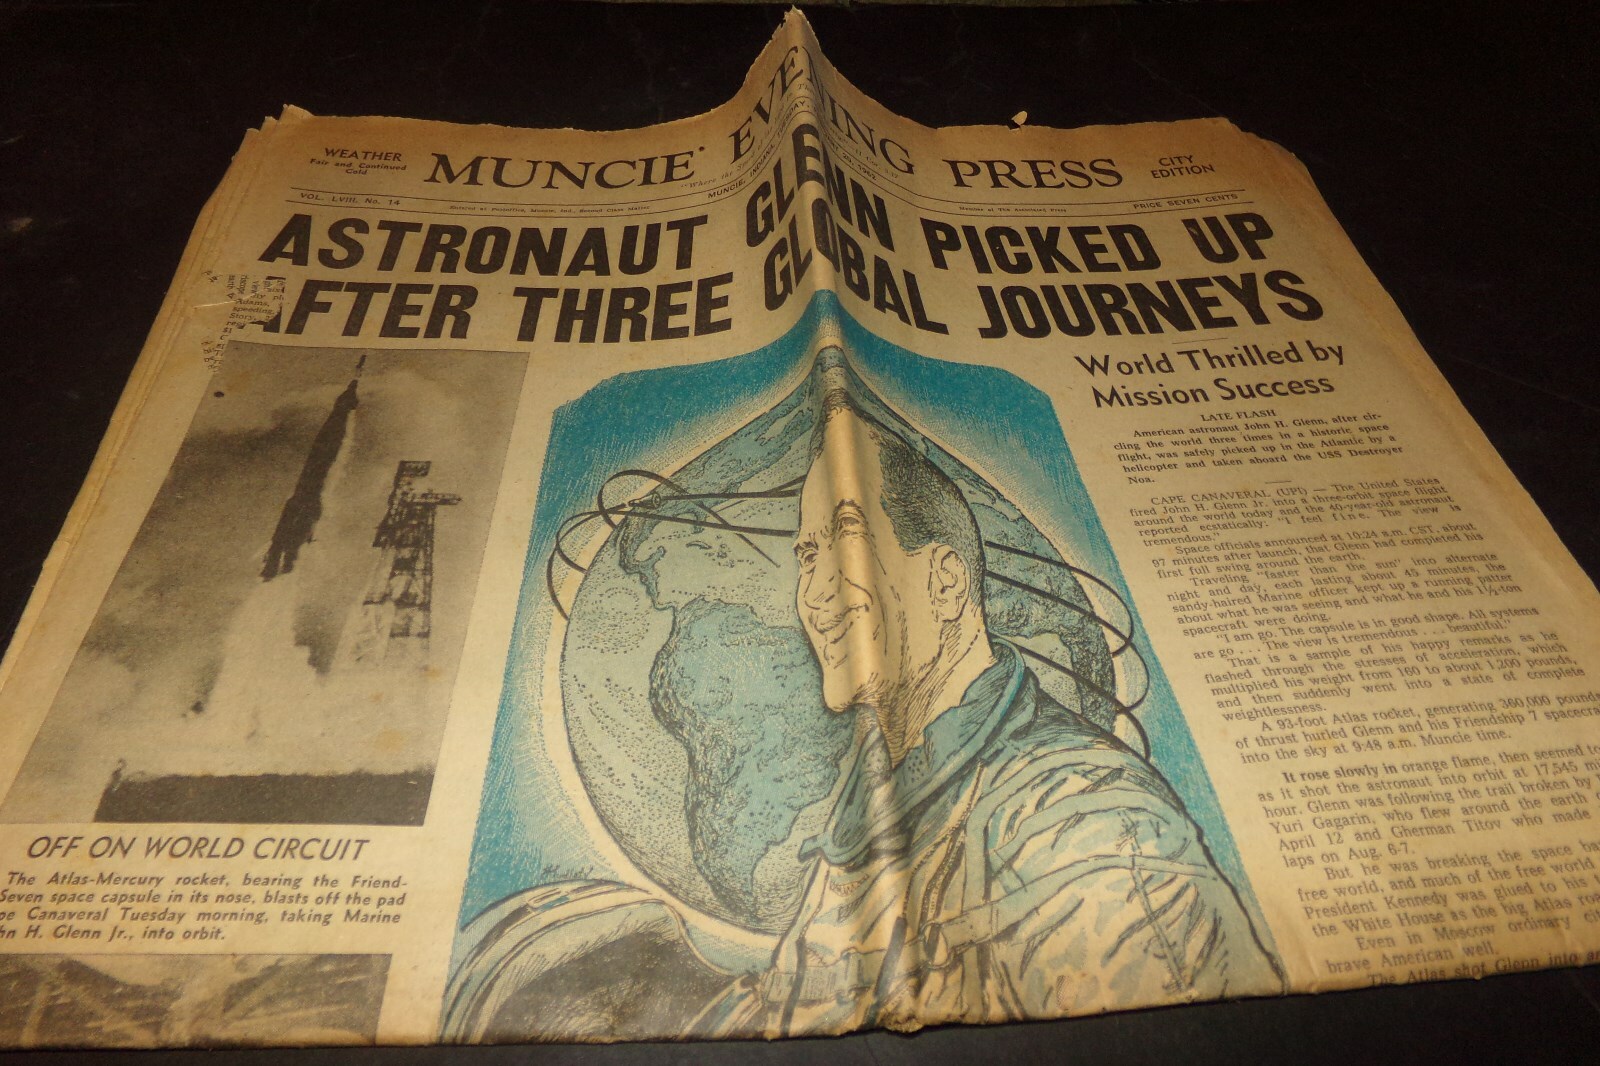 WEATHER
Fair and Continued
Cold
MUNCIE EVENING PRESS
CITY
EDITION
VOL. LVIII. No. 14
MUNCIE, INDIANA, TUESDAY,
20, 1962
PRICE SEVEN CENTS
ASTRONAUT GLENN PICKED UP
AFTER THREE GLOBAL JOURNEYS
OFF ON WORLD CIRCUIT
The Atlas-Mercury rocket, bearing the Friend-
Seven space capsule in its nose, blasts off the pad
pe Canaveral Tuesday morning, taking Marine
hn H. Glenn Jr., into orbit.
World Thrilled by
Mission Success
LATE FLASH
American astronaut John H. Glenn, after cir-
cling the world three times in a historic space
flight, was safely picked up in the Atlantic by a
helicopter and taken aboard the USS Destroyer
Noa.
CAPE CANAVERAL (UPI) — The United States
fired John H. Glenn Jr. into a three-orbit space flight
around the world today and the 40-year-old astronaut
reported ecstatically: "I feel fine. The view is
tremendous."
Space officials announced at 10:24 a.m. CST, about
97 minutes after launch, that Glenn had completed his
first full swing around the earth.
Traveling "faster than the sun" into alternate
night and day, each lasting about 45 minutes, the
sandy-haired Marine officer kept up a running patter
about what he was seeing and what he and his 1½-ton
spacecraft were doing.
"I am go. The capsule is in good shape. All systems
are go . . . The view is tremendous . . . beautiful."
That is a sample of his happy remarks as he
flashed through the stresses of acceleration, which
multiplied his weight from 160 to about 1,200 pounds,
and then suddenly went into a state of complete
weightlessness.
A 93-foot Atlas rocket, generating 360,000 pounds
of thrust hurled Glenn and his Friendship 7 spacecra
into the sky at 9:48 a.m. Muncie time.
It rose slowly in orange flame, then seemed to
as it shot the astronaut into orbit at 17,545 mi
hour. Glenn was following the trail broken by
Yuri Gagarin, who flew around the earth
April 12 and Gherman Titov who made
laps on Aug. 6-7.
But he was breaking the space ba
free world, and much of the free world
President Kennedy was glued to his
the White House as the big Atlas roa
Even in Moscow ordinary cit
brave American well.
The Atlas shot Glenn into an